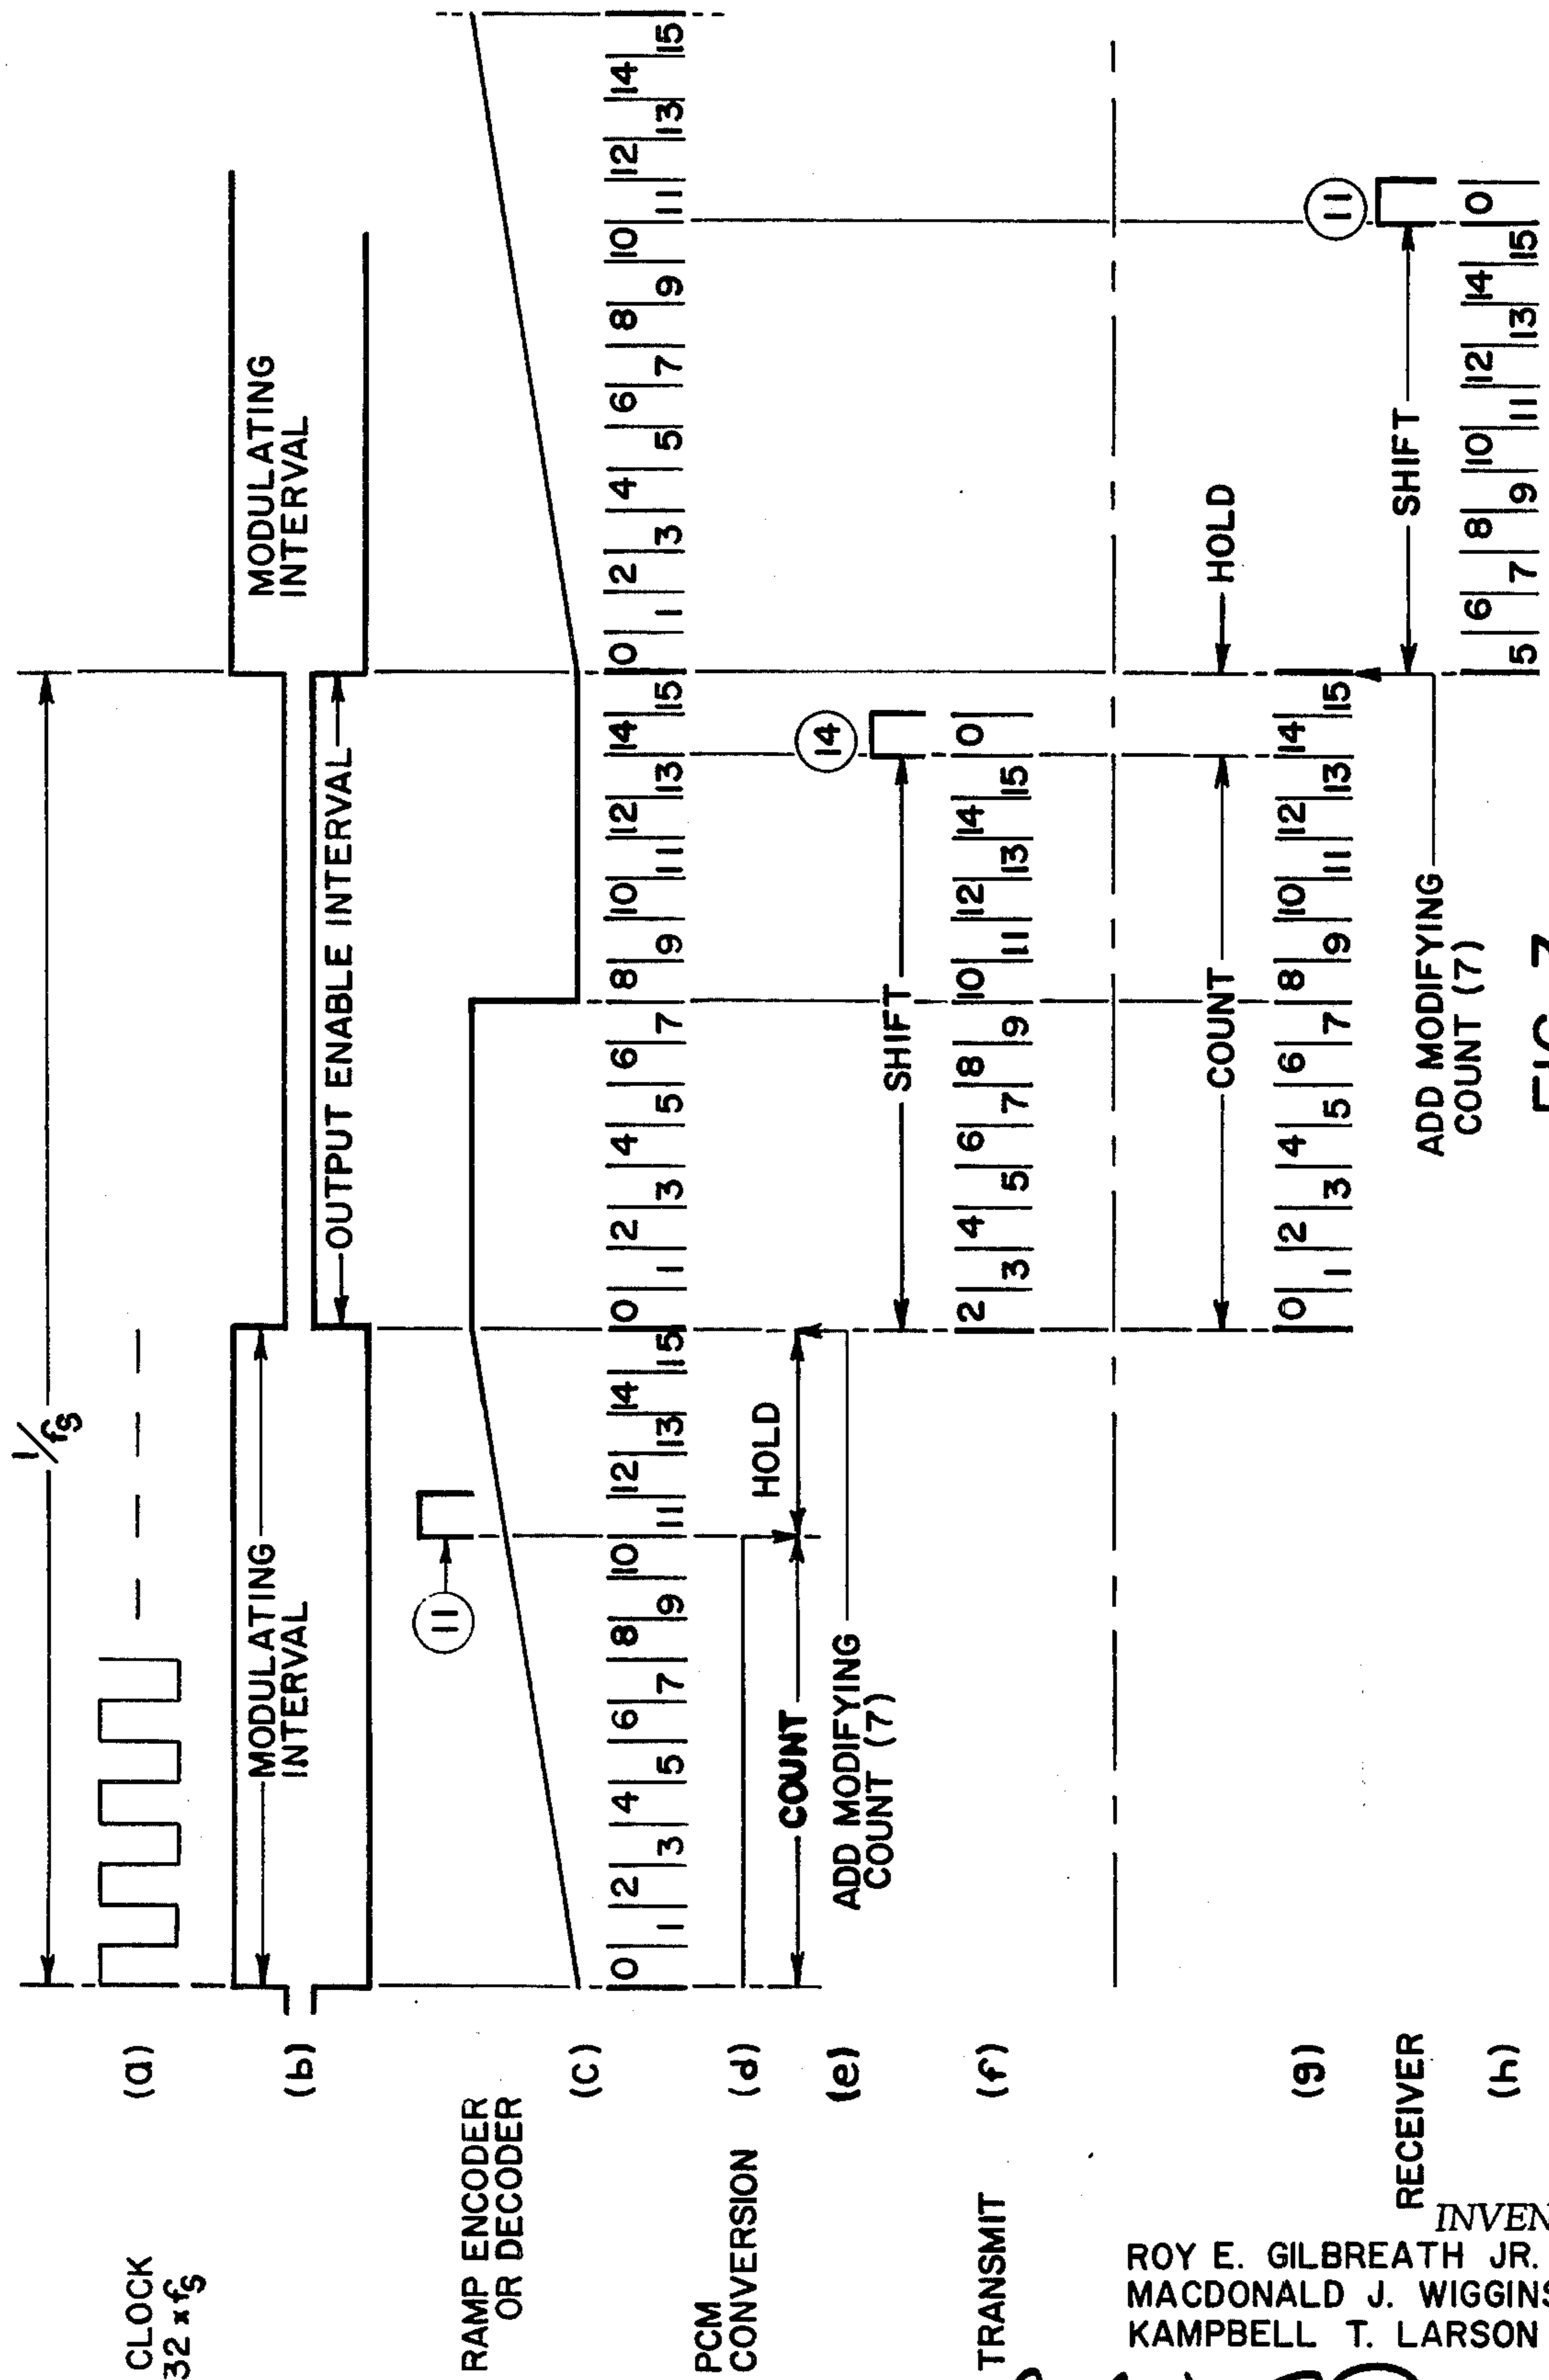 1/fs
CLOCK
32 x fs
(a)
(b)
MODULATING
INTERVAL
OUTPUT ENABLE INTERVAL
MODULATING
INTERVAL
RAMP ENCODER
OR DECODER
11
(c)
0 1 2 3 4 5 6 7 8 9 10 11 12 13 14 15 0 1 2 3 4 5 6 7 8 9 10 11 12 13 14 15 0 1 2 3 4 5 6 7 8 9 10 11 12 13 14 15
PCM
CONVERSION
(d)
COUNT
HOLD
(e)
ADD MODIFYING
COUNT (7)
14
SHIFT
TRANSMIT
(f)
2 3 4 5 6 7 8 9 10 11 12 13 14 15 0
COUNT
HOLD
(g)
0 1 2 3 4 5 6 7 8 9 10 11 12 13 14 15
11
RECEIVER
SHIFT
ADD MODIFYING
COUNT (7)
(h)
5 6 7 8 9 10 11 12 13 14 15 0
INVEN
ROY E. GILBREATH JR.
MACDONALD J. WIGGINS
KAMPBELL T. LARSON